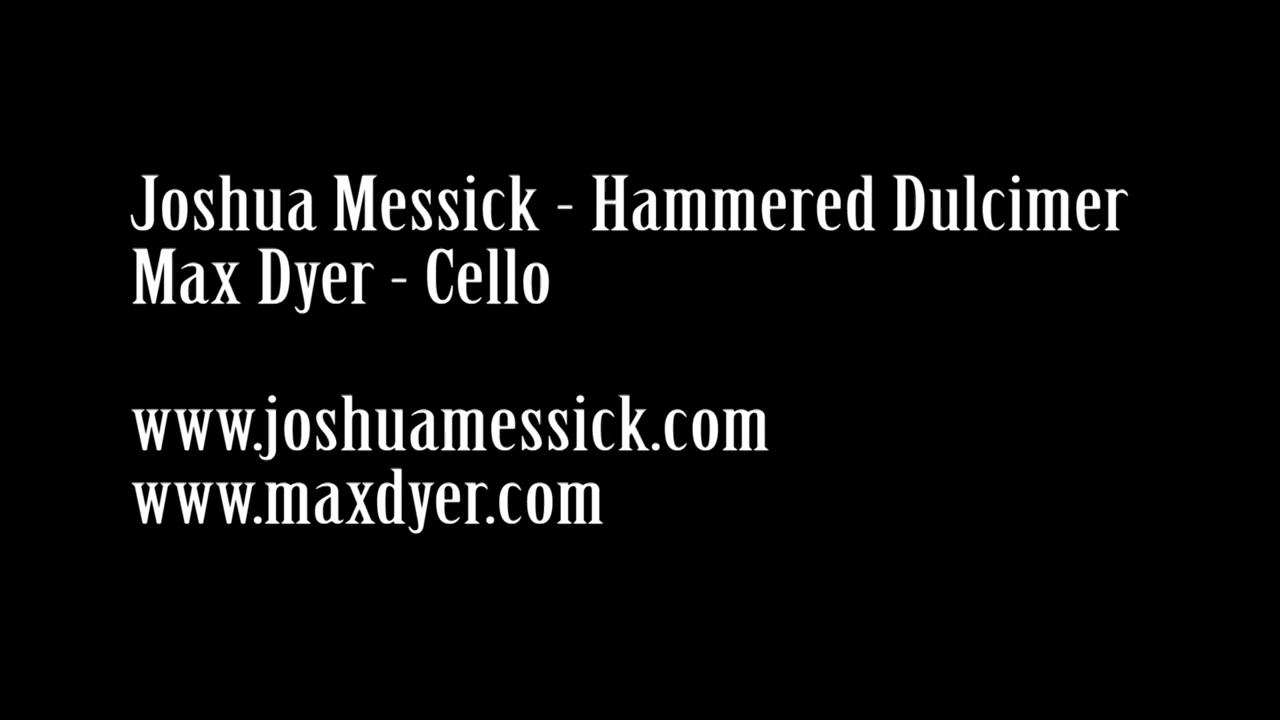 Joshua Messick - Hammered Dulcimer
Max Dyer - Cello
www.joshuamessick.com
www.maxdyer.com